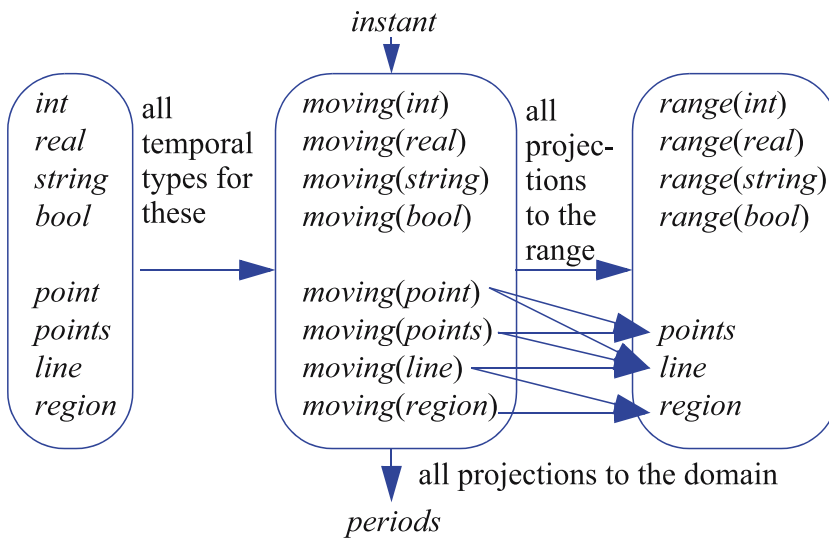 instant
int
real
string
bool
point
points
line
region
all
temporal
types for
these
moving(int)
moving(real)
moving(string)
moving(bool)
moving(point)
moving(points)
moving(line)
moving(region)
all
projec-
tions
to the
range
range(int)
range(real)
range(string)
range(bool)
points
line
region
all projections to the domain
periods